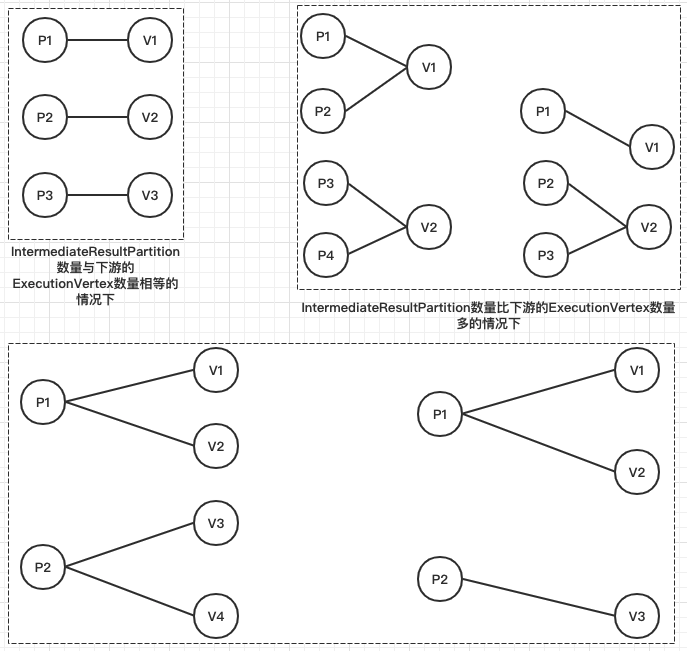 P1
V1
P2
V2
P3
V3
IntermediateResultPartition
数量与下游的
ExecutionVertex数量相等的
情况下
P1
V1
P2
P3
V2
P4
P1
V1
P2
V2
P3
IntermediateResultPartition数量比下游的ExecutionVertex数量
多的情况下
P1
V1
V2
P2
V3
V4
P1
V1
V2
P2
V3